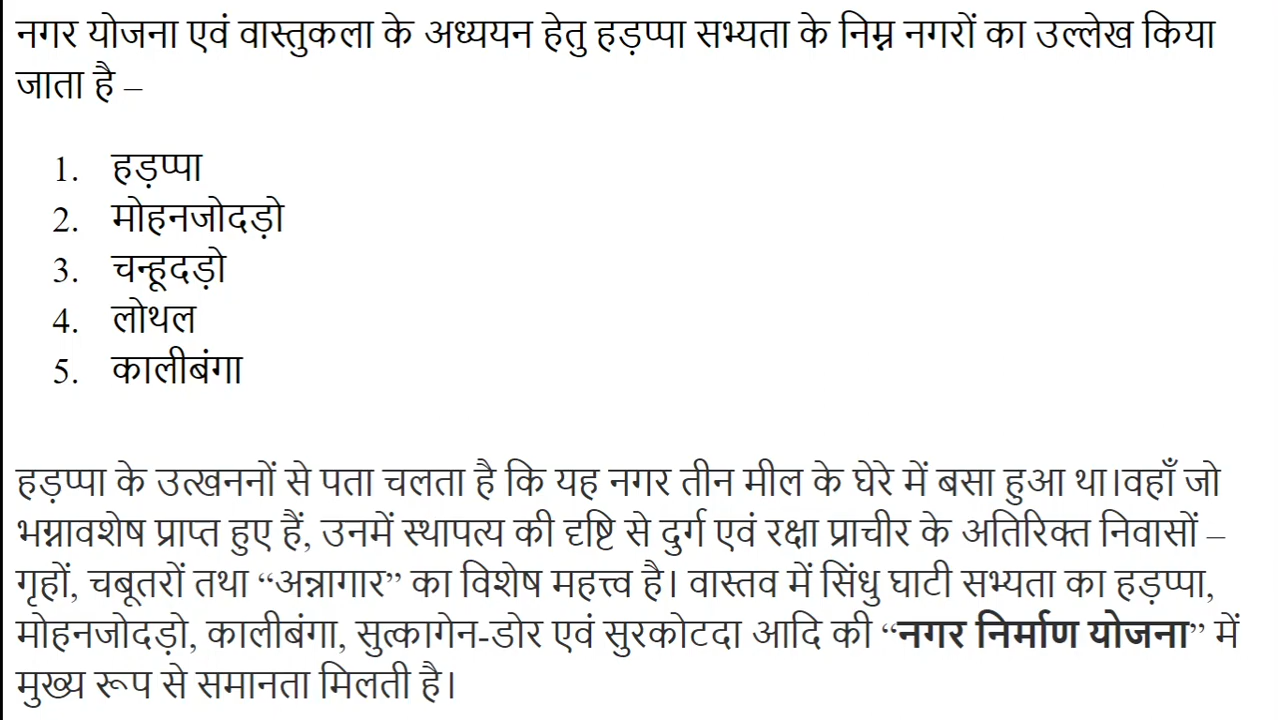 नगर योजना एवं वास्तुकला के अध्ययन हेतु हड़प्पा सभ्यता के निम्न नगरों का उल्लेख किया
जाता है –
1. हड़प्पा
2. मोहनजोदड़ो
3. चन्हूदड़ो
4. लोथल
5. कालीबंगा
हड़प्पा के उत्खननों से पता चलता है कि यह नगर तीन मील के घेरे में बसा हुआ था।वहाँ जो
भग्नावशेष प्राप्त हुए हैं, उनमें स्थापत्य की दृष्टि से दुर्ग एवं रक्षा प्राचीर के अतिरिक्त निवासों –
गृहों, चबूतरों तथा “अन्नागार” का विशेष महत्त्व है। वास्तव में सिंधु घाटी सभ्यता का हड़प्पा,
मोहनजोदड़ो, कालीबंगा, सुत्कागेन-डोर एवं सुरकोटदा आदि की “नगर निर्माण योजना” में
मुख्य रूप से समानता मिलती है।